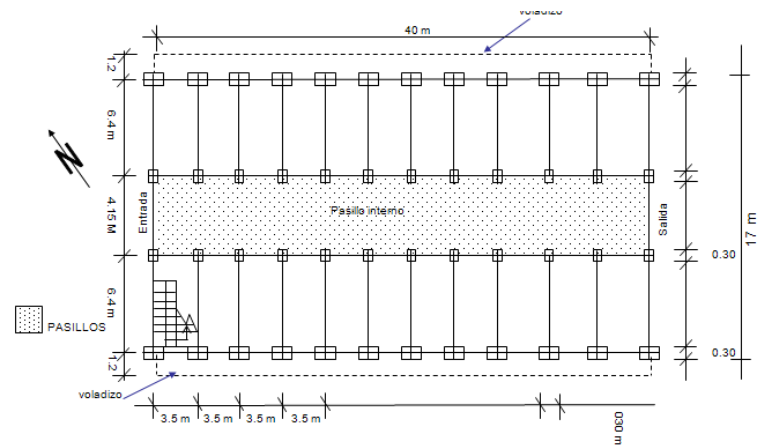 voladizo
40 m
1.2
6.4 m
4.15 M
6.4 m
1.2
N
Entrada
Pasillo interno
Salida
0.30
17 m
0.30
PASILLOS
voladizo
3.5 m
3.5 m
3.5 m
3.5 m
030 m